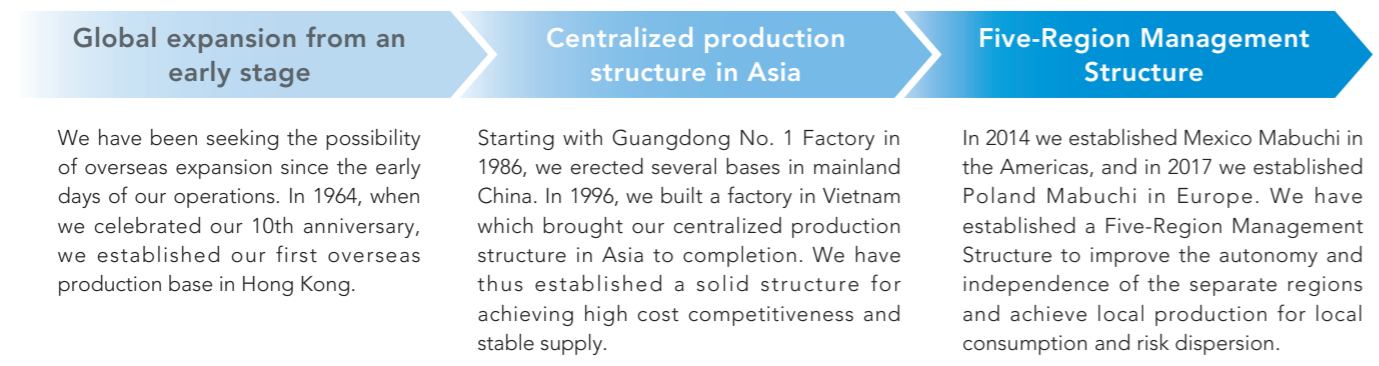 Global expansion from an
early stage
We have been seeking the possibility
of overseas expansion since the early
days of our operations. In 1964, when
we celebrated our 10th anniversary,
we established our first overseas
production base in Hong Kong.
Centralized production
structure in Asia
Starting with Guangdong No. 1 Factory in
1986, we erected several bases in mainland
China. In 1996, we built a factory in Vietnam
which brought our centralized production
structure in Asia to completion. We have
thus established a solid structure for
achieving high cost competitiveness and
stable supply.
Five-Region Management
Structure
In 2014 we established Mexico Mabuchi in
the Americas, and in 2017 we established
Poland Mabuchi in Europe. We have
established a Five-Region Management
Structure to improve the autonomy and
independence of the separate regions
and achieve local production for local
consumption and risk dispersion.